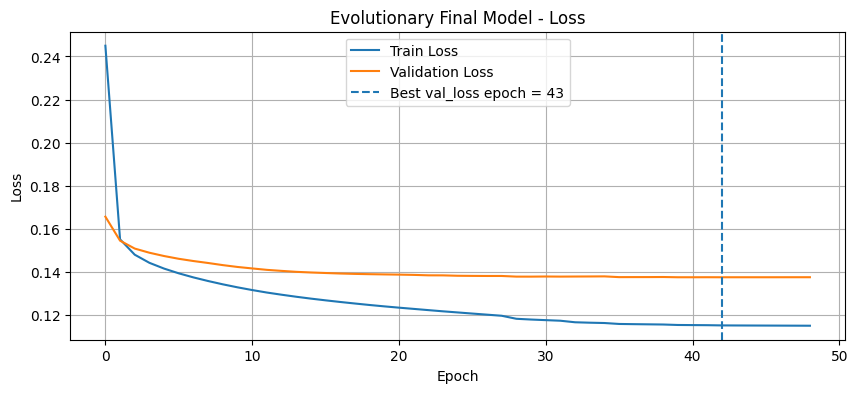 Evolutionary Final Model - Loss
Train Loss
Validation Loss
Best val_loss epoch = 43
Loss
0.24
0.22
0.20
0.18
0.16
0.14
0.12
0
10
20
30
40
50
Epoch